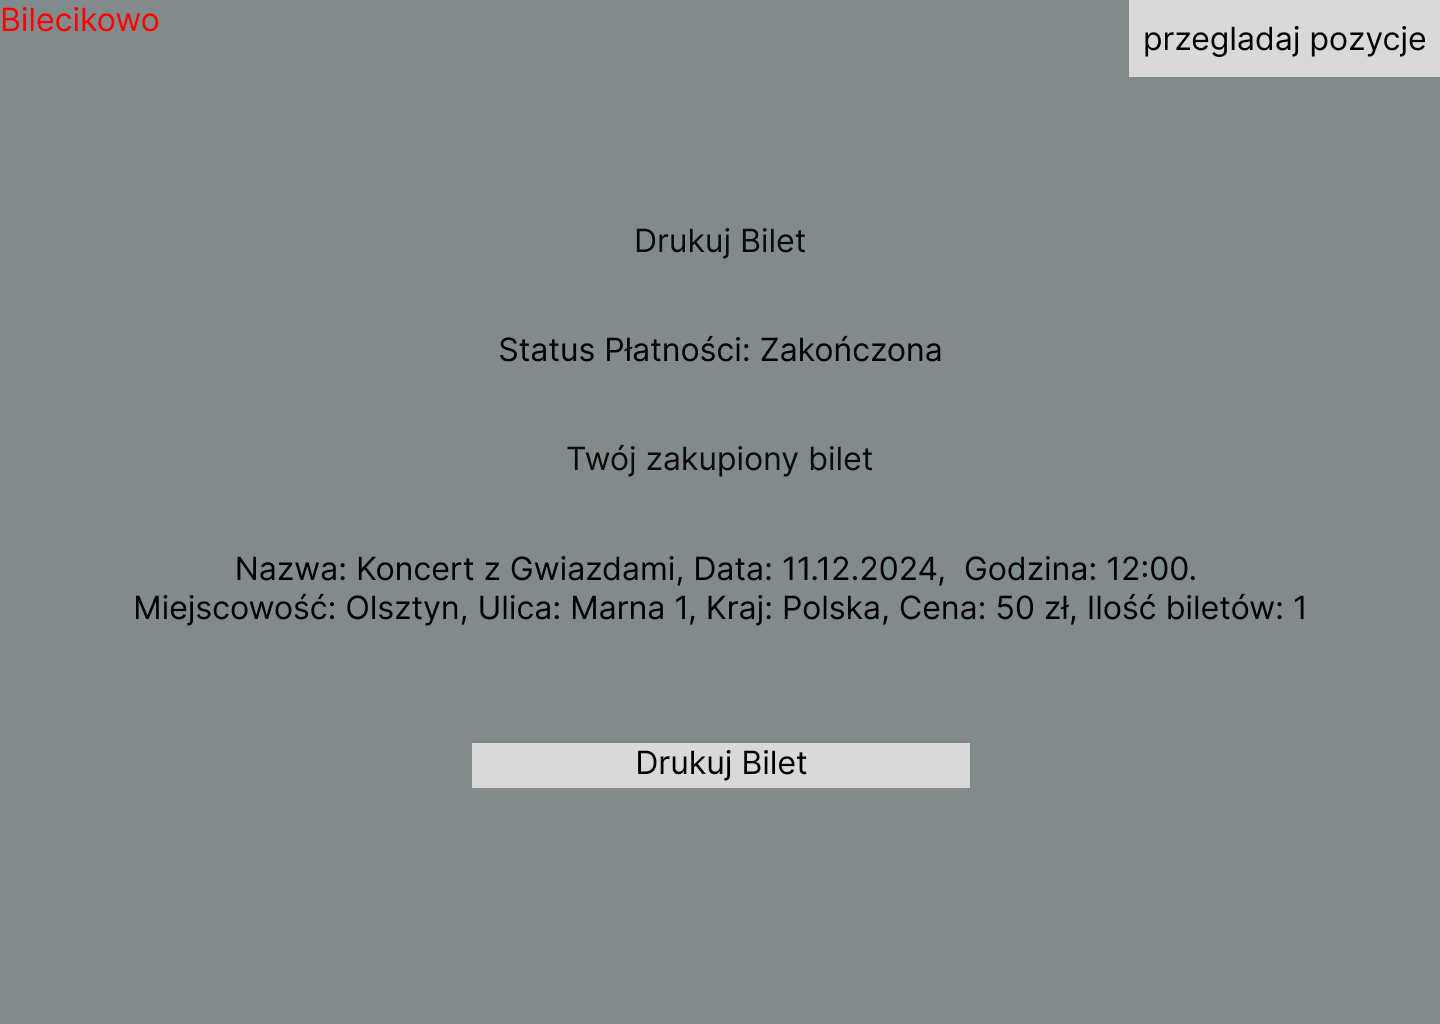 Bilecikowo
przegladaj pozycje
Drukuj Bilet
Status Płatności: Zakończona
Twój zakupiony bilet
Nazwa: Koncert z Gwiazdami, Data: 11.12.2024,  Godzina: 12:00.
Miejscowość: Olsztyn, Ulica: Marna 1, Kraj: Polska, Cena: 50 zł, Ilość biletów: 1
Drukuj Bilet